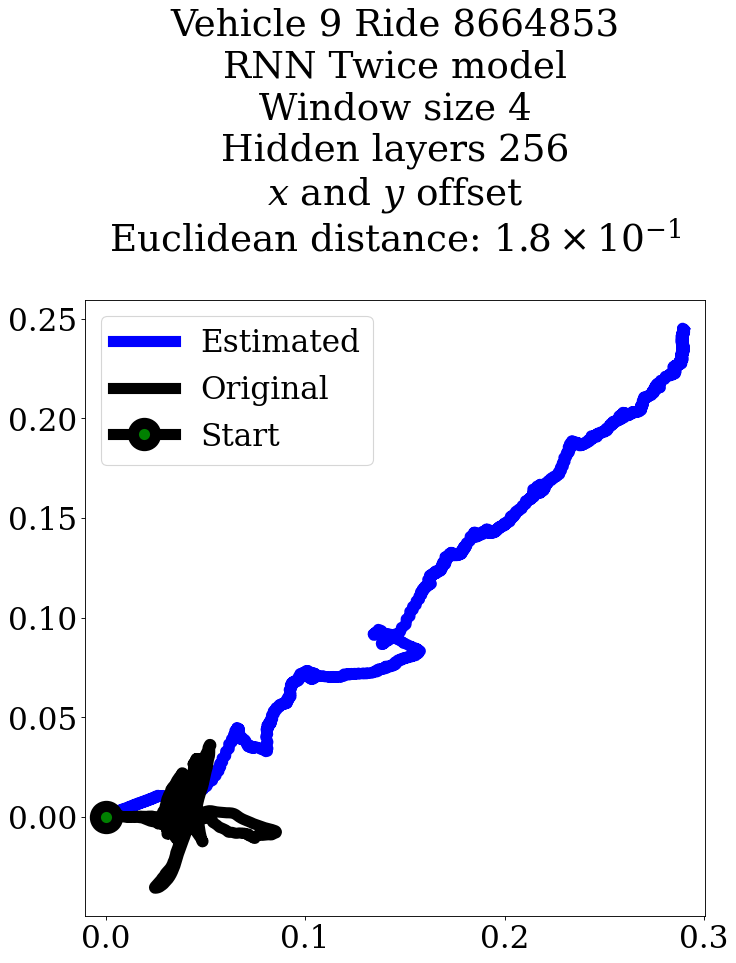 Vehicle 9 Ride 8664853
RNN Twice model
Window size 4
Hidden layers 256
x and y offset
Euclidean distance: 1.8 × 10⁻¹
Estimated
Original
Start
0.25
0.20
0.15
0.10
0.05
0.00
0.0 0.1 0.2 0.3